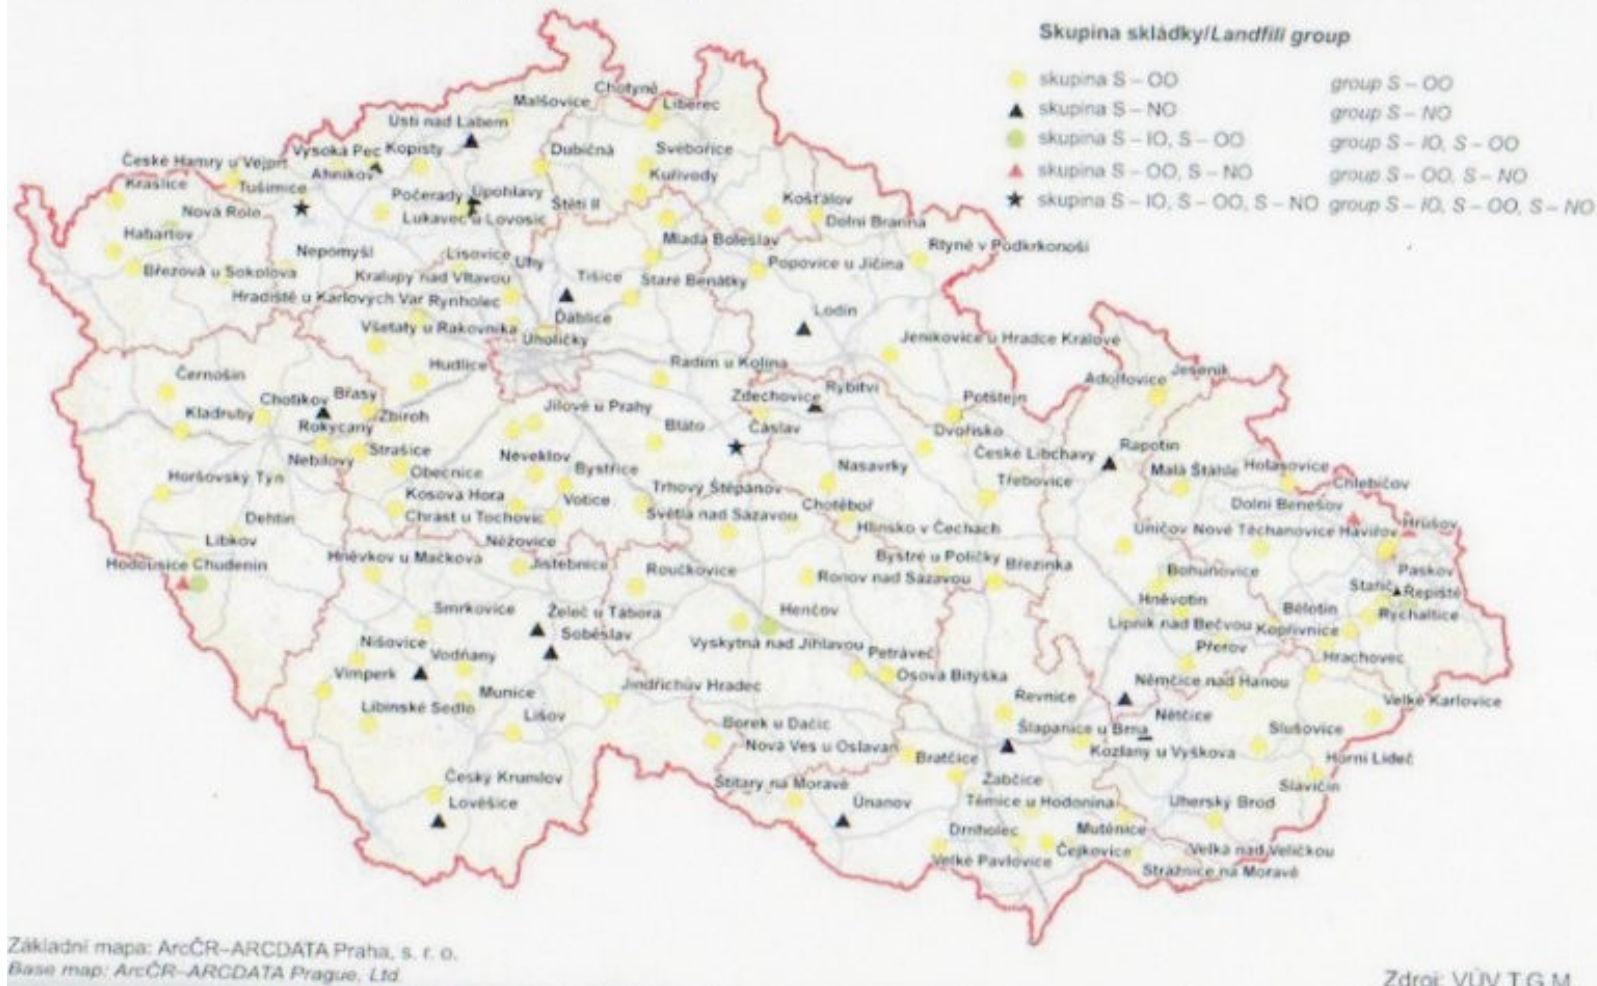 Skupina skládky/Landfill group
skupina S – OO group S – OO
skupina S – NO group S – NO
skupina S – IO, S – OO group S – IO, S – OO
skupina S – OO, S – NO group S – OO, S – NO
skupina S – IO, S – OO, S – NO group S – IO, S – OO, S – NO
Chotyně
Malšovice
Liberec
Ústí nad Labem
Vysoká Pec
Kopisty
Dubičná
Svébořice
České Hamry u Vejprt
Ahníkov
Kuřivody
Kraslice
Tušimice
Počerady
Úpohlavy
Štětí II
Košťálov
Nová Role
Lukavec u Lovosic
Dolní Branná
Habartov
Mladá Boleslav
Rtyně v Podkrkonoší
Nepomyšl
Lisovice
Uhy
Popovice u Jičína
Březová u Sokolova
Kralupy nad Vltavou
Tišice
Staré Benátky
Hradiště u Karlových Var
Rynholec
Ďáblice
Lodín
Všetaty u Rakovníka
Úholičky
Jeníkovice u Hradce Králové
Hudlice
Radim u Kolína
Jeseník
Černošín
Adolfovice
Chotíkov
Břasy
Zdechovice
Rybitví
Potštejn
Kladruby
Zbiroh
Jílové u Prahy
Rokycany
Bláto
Čáslav
Dvořisko
Strašice
Neveklov
České Libchavy
Rapotín
Nebílovy
Obecnice
Bystřice
Nasavrky
Malá Štáhle
Holasovice
Horšovský Týn
Třebovice
Chlebičov
Kosova Hora
Votice
Trhový Štěpánov
Chotěboř
Dolní Benešov
Dehtín
Chrást u Tochovic
Světlá nad Sázavou
Hlinsko v Čechách
Uničov
Nové Těchanovice
Havířov
Hrušov
Libkov
Nežovice
Hodousice
Chudenín
Hněvkov u Mačkova
Jistebnice
Bystré u Poličky
Březinka
Roučkovice
Ronov nad Sázavou
Bohuňovice
Paskov
Stařič
Řepiště
Smrkovice
Želeč u Tábora
Henčov
Hněvotín
Bělotín
Rychaltice
Soběslav
Lipník nad Bečvou
Kopřivnice
Nišovice
Vyskytná nad Jihlavou
Petráveč
Přerov
Hrachovec
Vodňany
Vimperk
Osová Bitýška
Němčice nad Hanou
Munice
Jindřichův Hradec
Řevnice
Velké Karlovice
Libínské Sedlo
Lišov
Borek u Dačic
Šlapanice u Brna
Nětčice
Slušovice
Nová Ves u Oslavan
Bratčice
Kozlany u Vyškova
Horní Lideč
Český Krumlov
Štítary na Moravě
Žabčice
Slavičín
Lověšice
Únanov
Těmice u Hodonína
Uherský Brod
Drnholec
Mutěnice
Velké Pavlovice
Čejkovice
Velká nad Veličkou
Strážnice na Moravě
Základní mapa: ArcČR–ARCDATA Praha, s. r. o.
Base map: ArcČR–ARCDATA Prague, Ltd.
Zdroj: VÚV T.G.M.